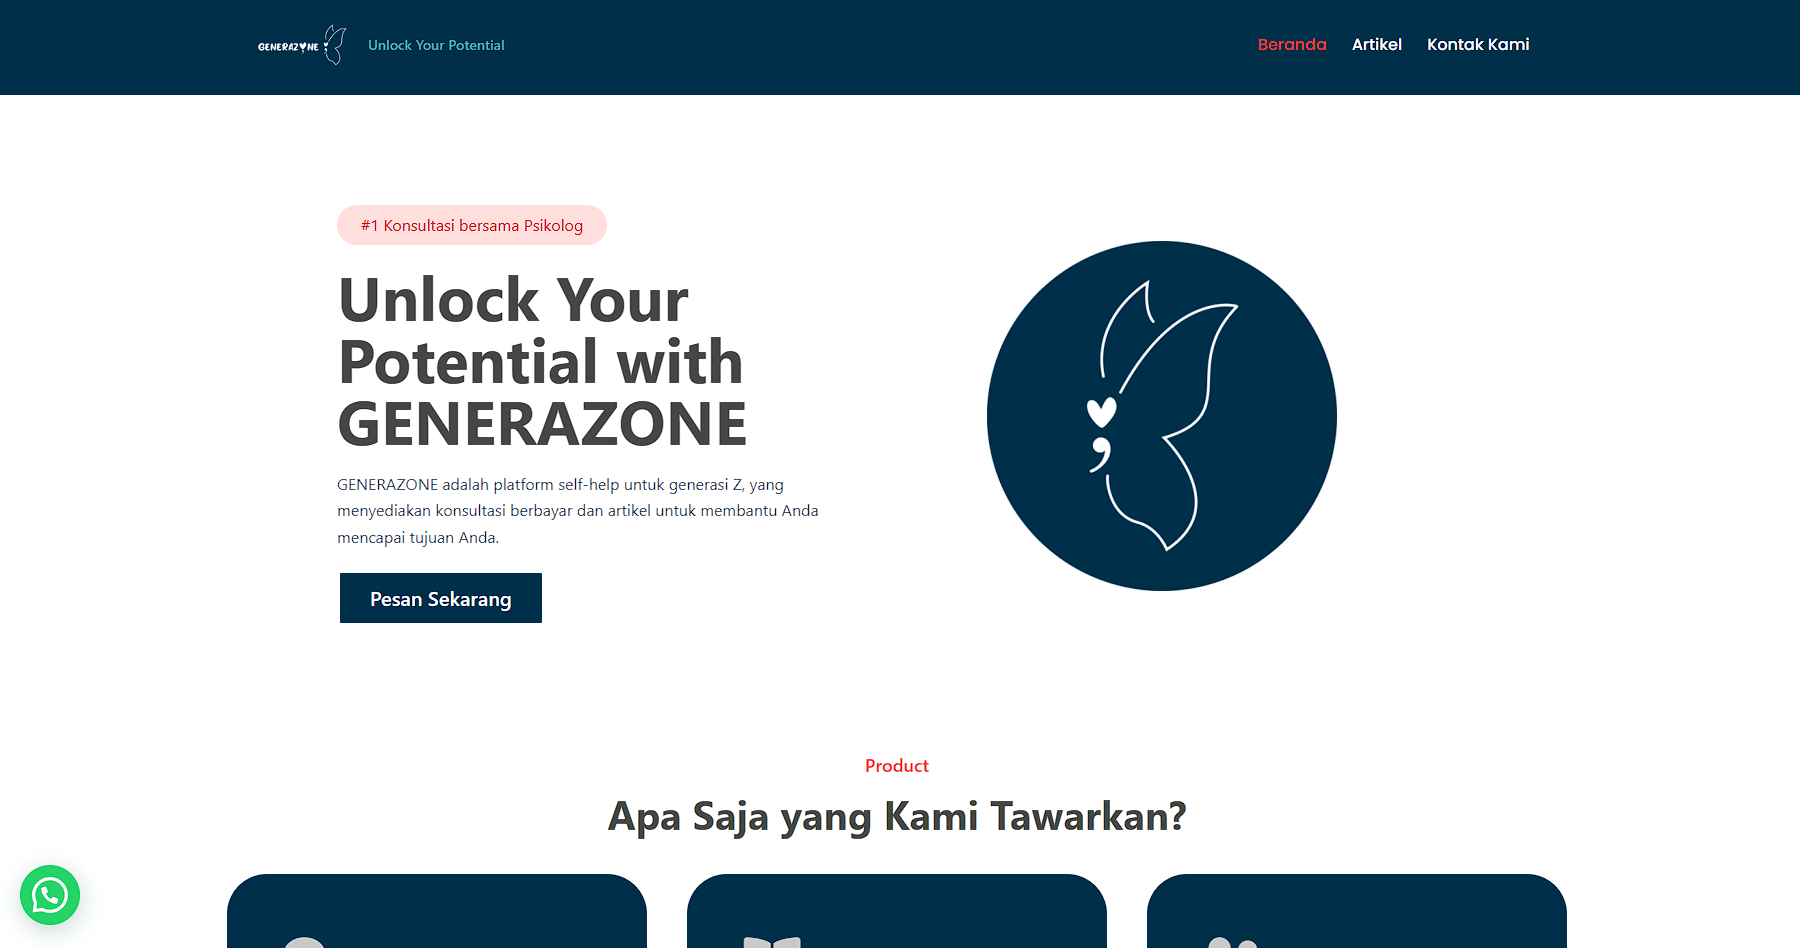 GENERAZONE
Unlock Your Potential
Beranda
Artikel
Kontak Kami
#1 Konsultasi bersama Psikolog
Unlock Your
Potential with
GENERAZONE
GENERAZONE adalah platform self-help untuk generasi Z, yang
menyediakan konsultasi berbayar dan artikel untuk membantu Anda
mencapai tujuan Anda.
Pesan Sekarang
Product
Apa Saja yang Kami Tawarkan?